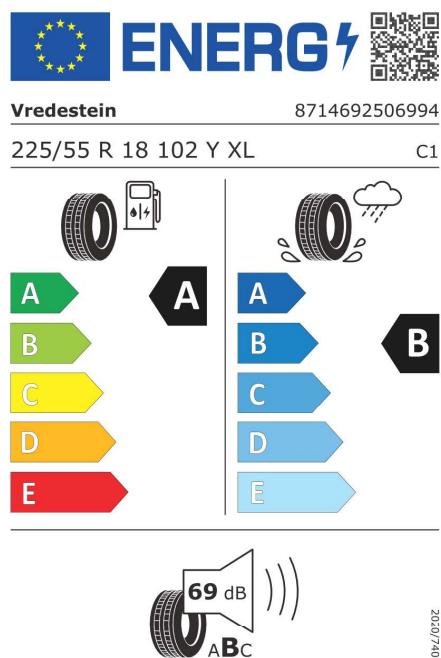 ENERG
Vredestein 8714692506994
225/55 R 18 102 Y XL C1
A A A
B B B
C C
D D
E E
69 dB
ABC
2020/740